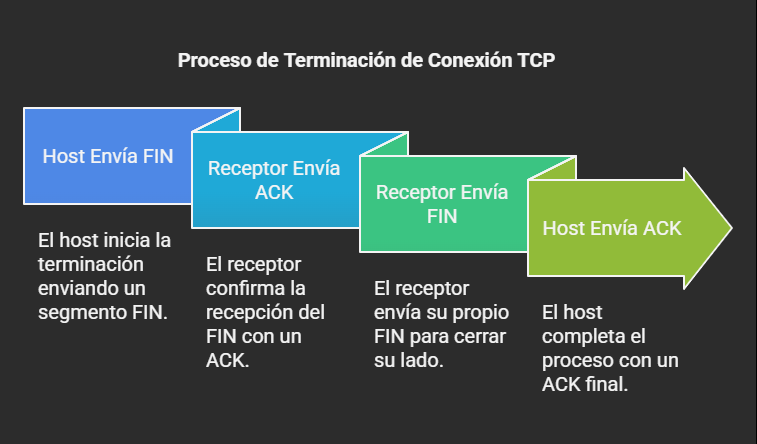 Proceso de Terminación de Conexión TCP
Host Envía FIN
El host inicia la
terminación
enviando un
segmento FIN.
Receptor Envía
ACK
El receptor
confirma la
recepción del
FIN con un
ACK.
Receptor Envía
FIN
El receptor
envía su propio
FIN para cerrar
su lado.
Host Envía ACK
El host
completa el
proceso con un
ACK final.